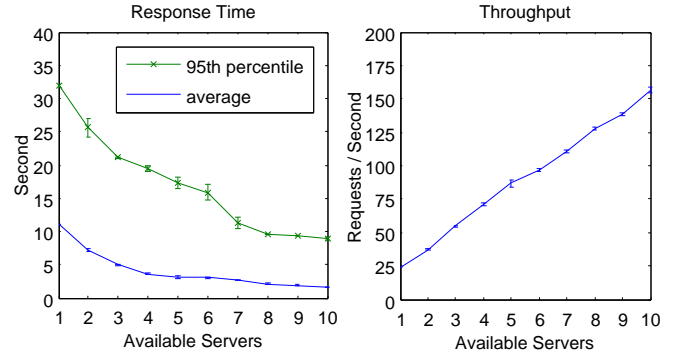 Response Time
40
35
30
25
20
15
10
5
0
Second
95th percentile
average
1 2 3 4 5 6 7 8 9 10
Available Servers
Throughput
200
175
150
125
100
75
50
25
0
Requests / Second
1 2 3 4 5 6 7 8 9 10
Available Servers